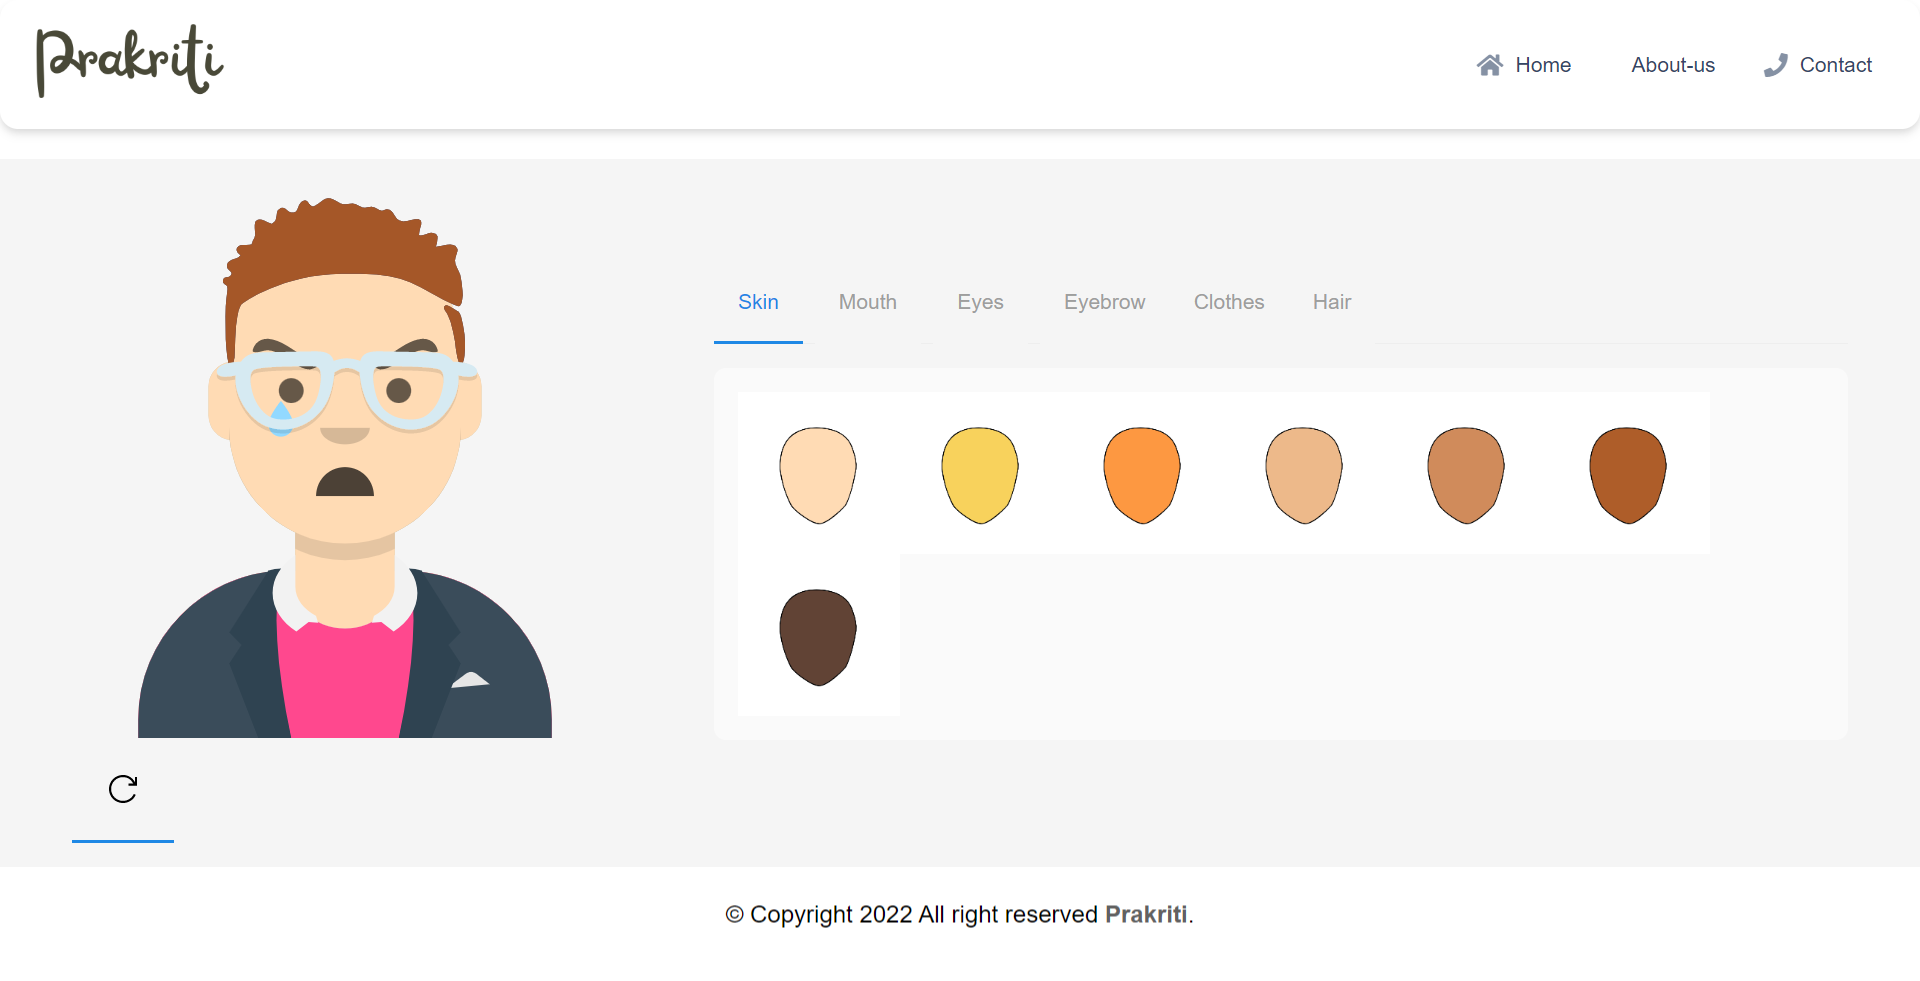 Prakriti
Home About-us Contact
Skin Mouth Eyes Eyebrow Clothes Hair
© Copyright 2022 All right reserved Prakriti.